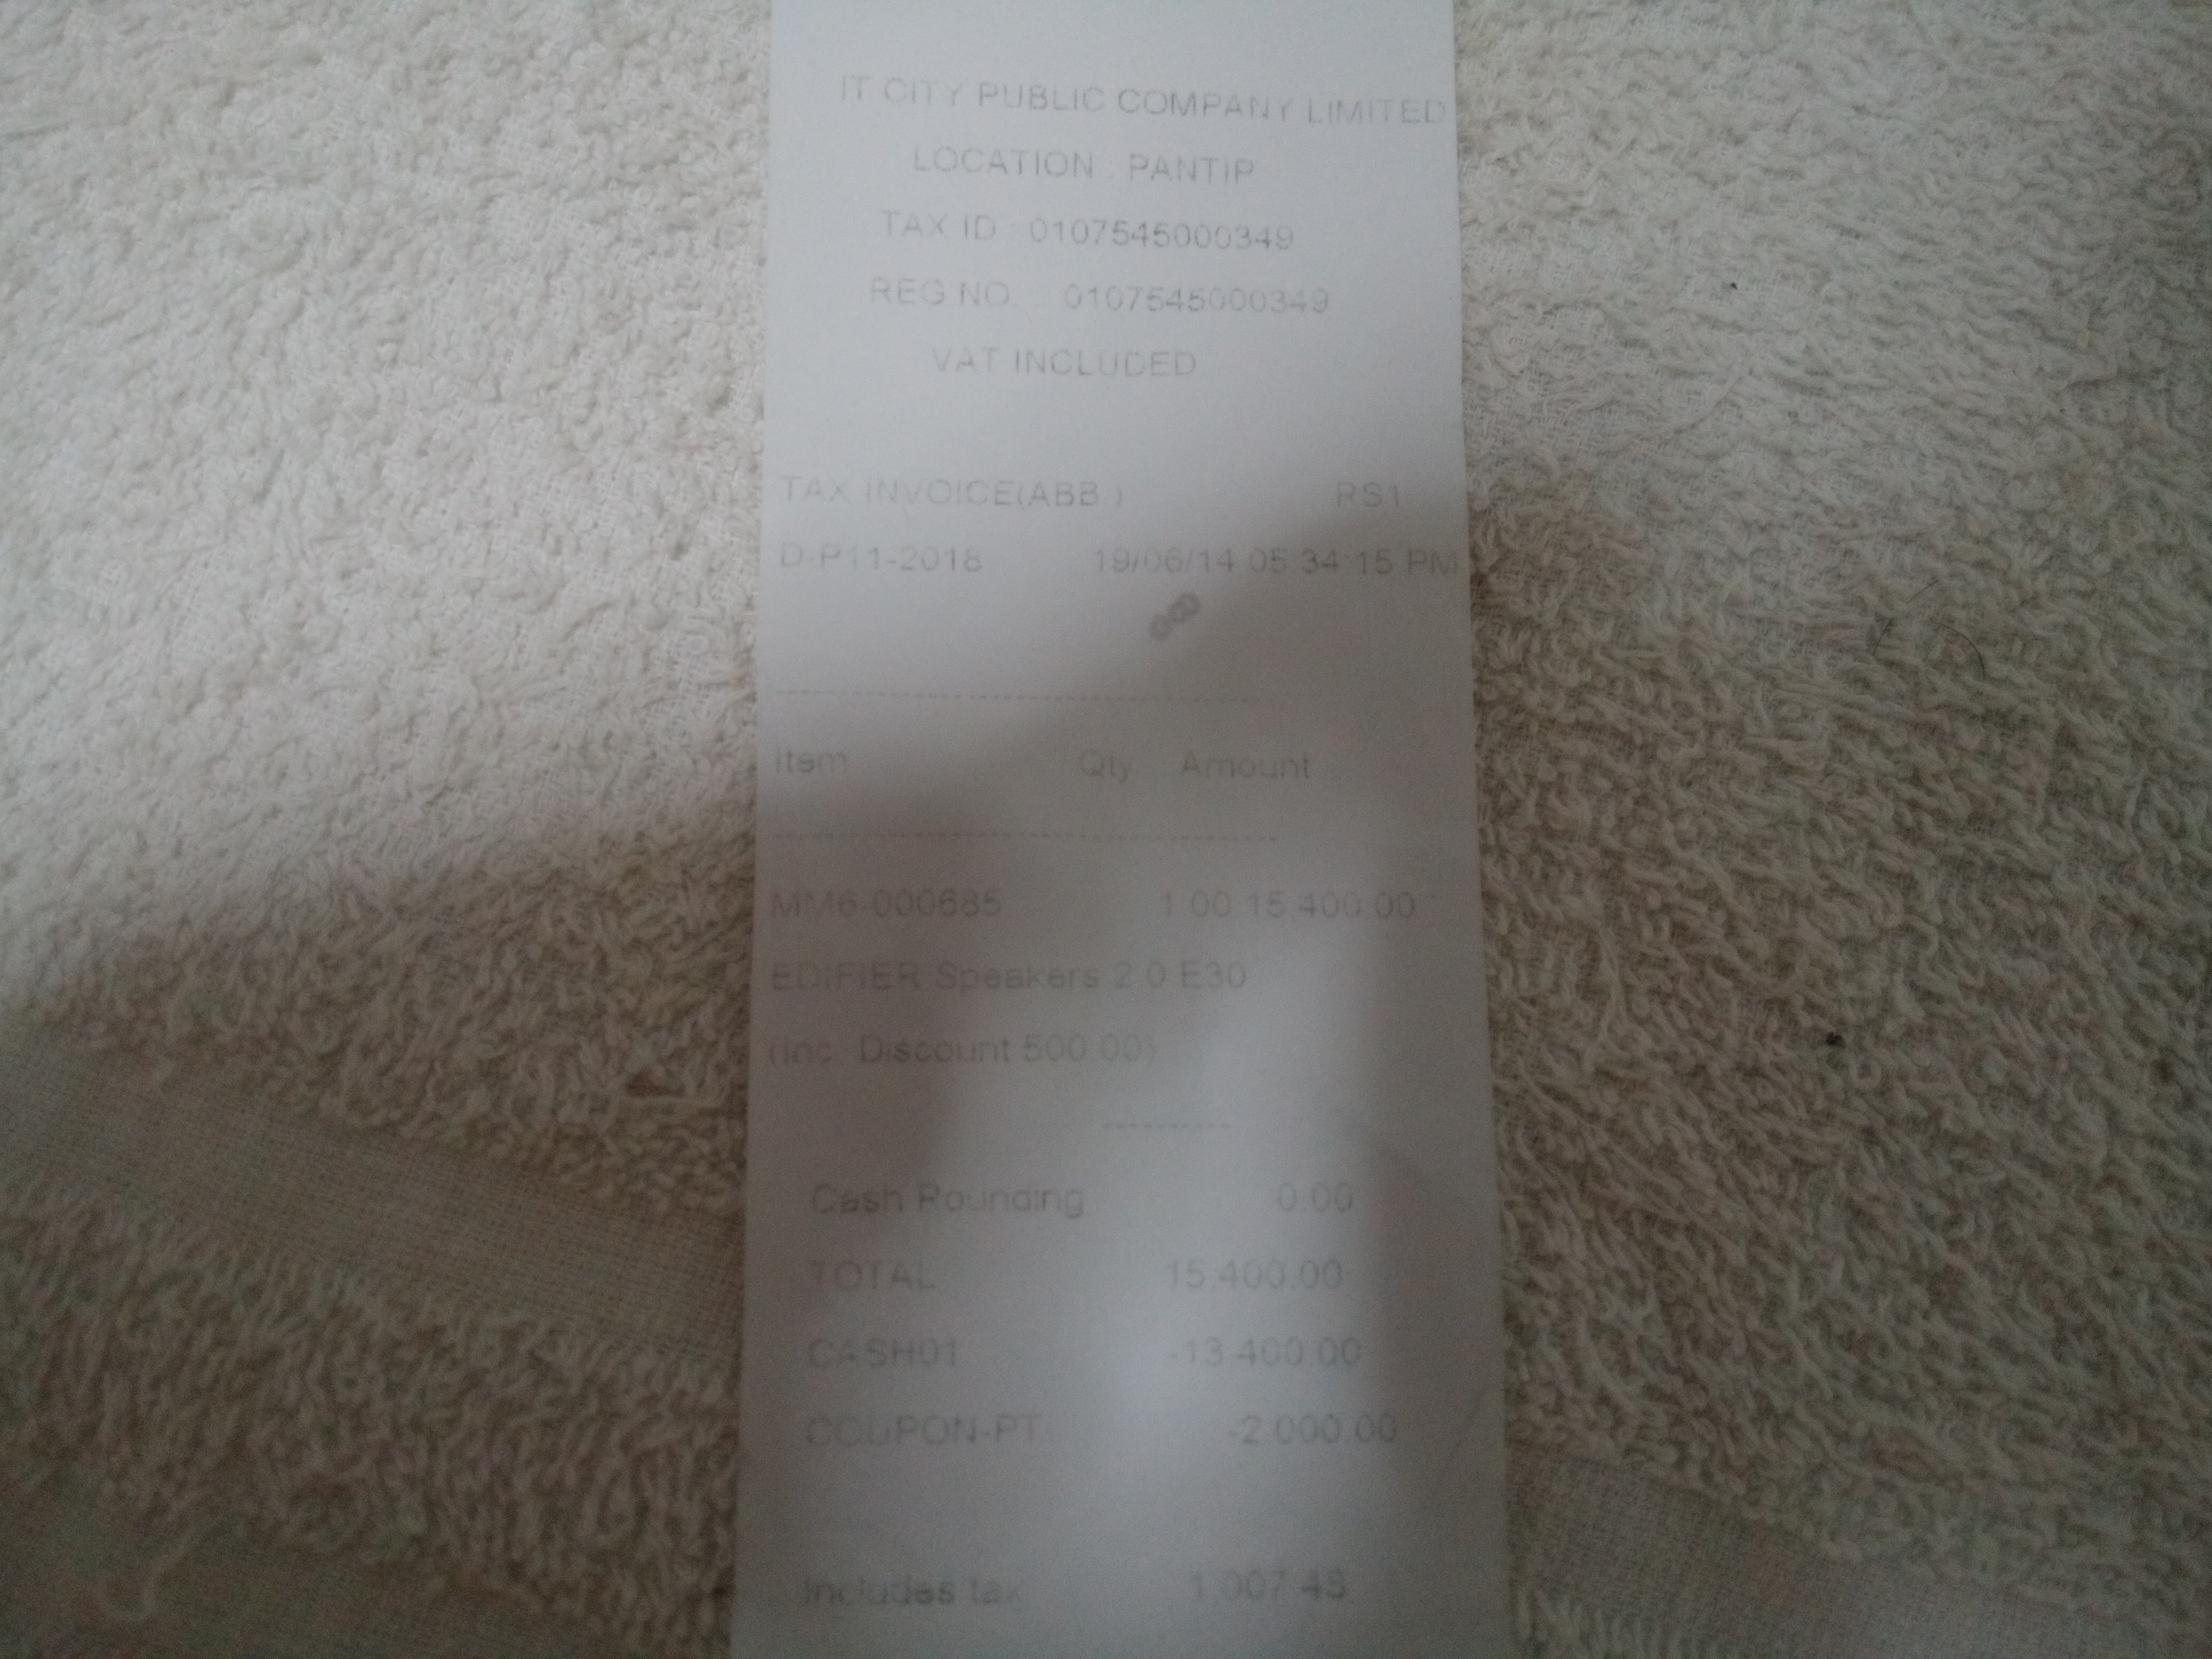 IT CITY PUBLIC COMPANY LIMITED
LOCATION : PANTIP
TAX ID : 0107545000349
REG NO. 0107545000349
VAT INCLUDED
TAX INVOICE(ABB.) RS1
D-P11-2018 19/06/14 05:34:15 PM
Item Qty Amount
MM6-000685 1.00 15,400.00
EDIFIER Speakers 2.0 E30
(Inc. Discount 500.00)
Cash Rounding 0.00
TOTAL 15,400.00
CASH01 -13,400.00
COUPON-PT -2,000.00
Includes tax 1,007.48